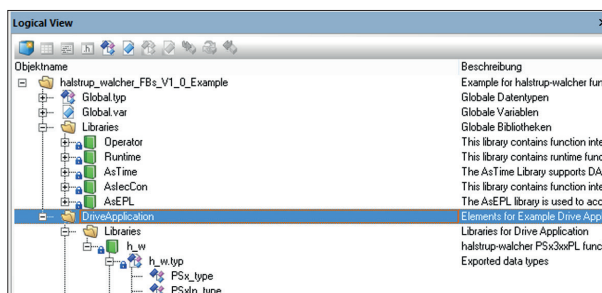 Logical View
Objektname Beschreibung
halstrup_walcher_FBs_V1_0_Example Example for halstrup-walcher fun
Global.typ Globale Datentypen
Global.var Globale Variablen
Libraries Globale Bibliotheken
Operator This library contains function inte
Runtime This library contains runtime func
AsTime The AsTime Library supports DA
AsIecCon This library contains function inte
AsEPL The AsEPL library is used to acc
DriveApplication Elements for Example Drive Appl
Libraries Libraries for Drive Application
h_w halstrup-walcher PSx3xxPL func
h_w.typ Exported data types
PSx_type
PSxIn_type